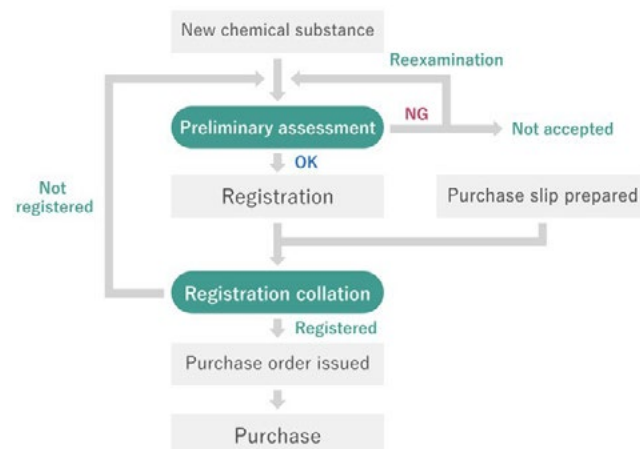 New chemical substance
Reexamination
Preliminary assessment
NG
Not accepted
OK
Not
registered
Registration
Purchase slip prepared
Registration collation
Registered
Purchase order issued
Purchase